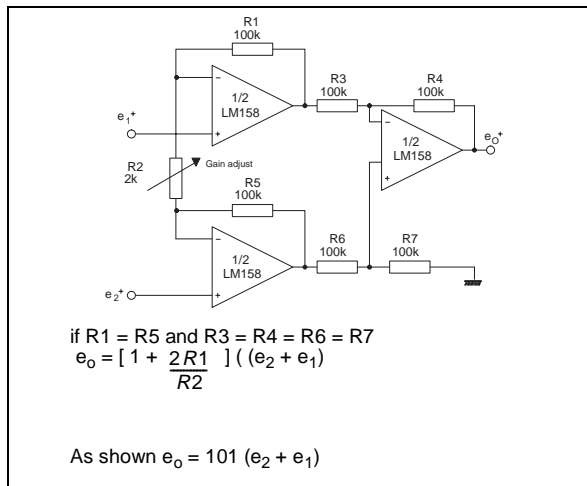 R1
100k
R3
100k
R4
100k
1/2
LM158
e1+
1/2
LM158
eO+
R2
2k
Gain adjust
R5
100k
1/2
LM158
R6
100k
R7
100k
e2+
if R1 = R5 and R3 = R4 = R6 = R7
eo = [ 1 + 2R1/R2 ] ( (e2 + e1)
As shown eo = 101 (e2 + e1)